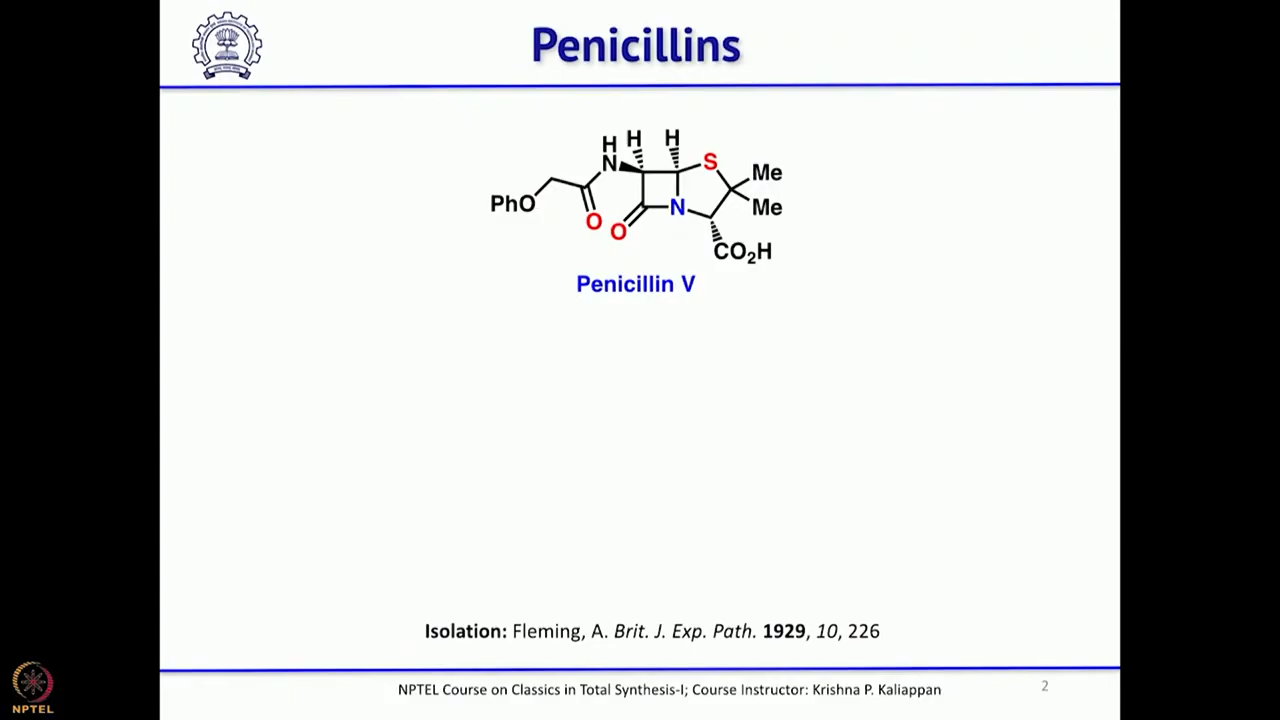 Penicillins
H H H
N S Me
PhO N Me
O O
CO₂H
Penicillin V
Isolation: Fleming, A. Brit. J. Exp. Path. 1929, 10, 226
NPTEL Course on Classics in Total Synthesis-I; Course Instructor: Krishna P. Kaliappan
2
NPTEL